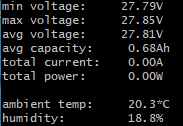 min voltage: 27.79V
max voltage: 27.85V
avg voltage: 27.81V
avg capacity: 0.68Ah
total current: 0.00A
total power: 0.00W
ambient temp: 20.3*C
humidity: 18.8%